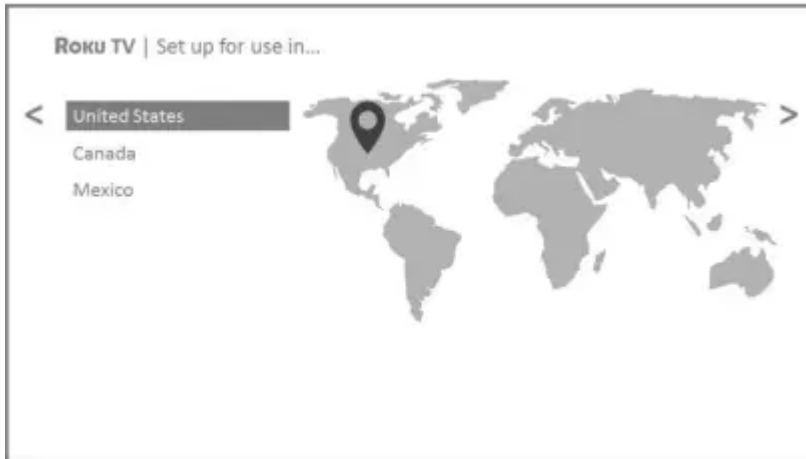 ROKU TV | Set up for use in...
< United States >
Canada
Mexico